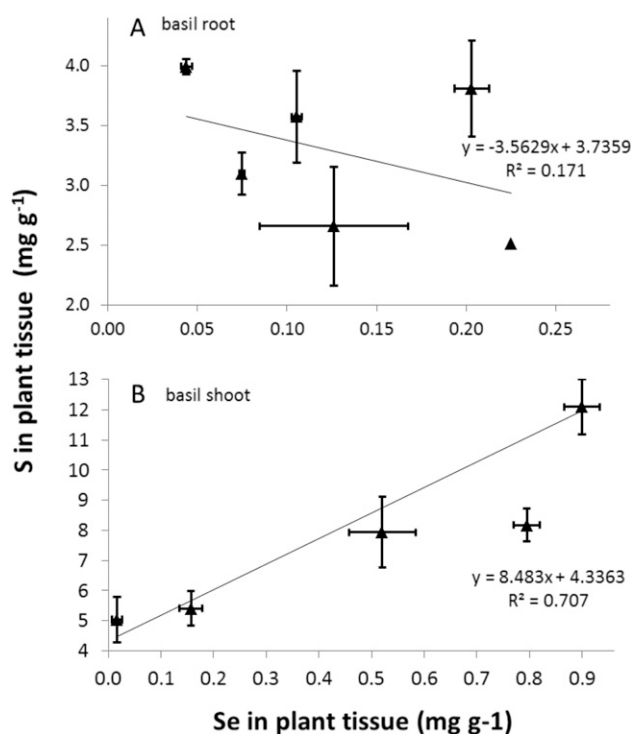 A basil root
4.0
3.5
3.0
2.5
2.0
y = -3.5629x + 3.7359
R² = 0.171
0.00 0.05 0.10 0.15 0.20 0.25
S in plant tissue (mg g⁻¹)
B basil shoot
13
12
11
10
9
8
7
6
5
4
y = 8.483x + 4.3363
R² = 0.707
0.0 0.1 0.2 0.3 0.4 0.5 0.6 0.7 0.8 0.9
Se in plant tissue (mg g-1)